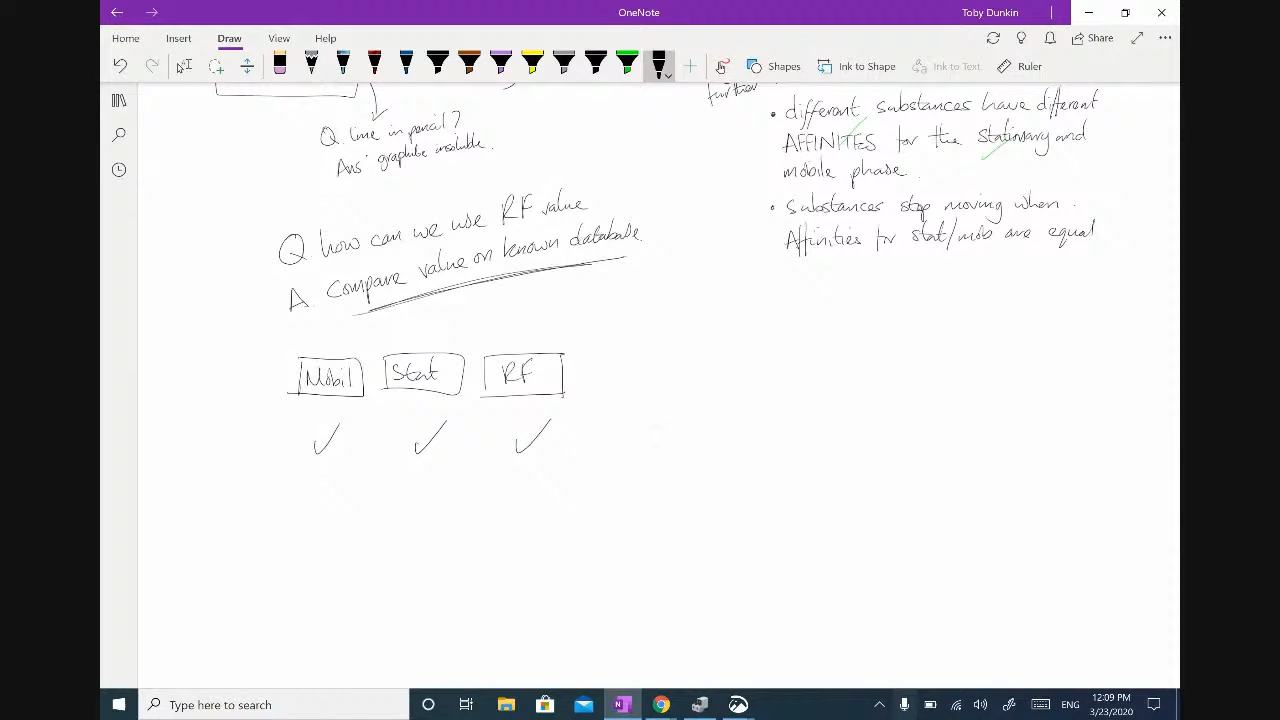 OneNote
Toby Dunkin
Home Insert Draw View Help
Share
Shapes Ink to Shape Ink to Text Ruler
further
Q. line in pencil?
Ans' graphite insoluble.
Q how can we use RF value
A. compare value on known database.
Mobil Stat RF
• different substances have different
AFFINITES for the stationary and
mobile phase.
• substances stop moving when
Affinities for stat/mob are equal
Type here to search
ENG
12:09 PM
3/23/2020